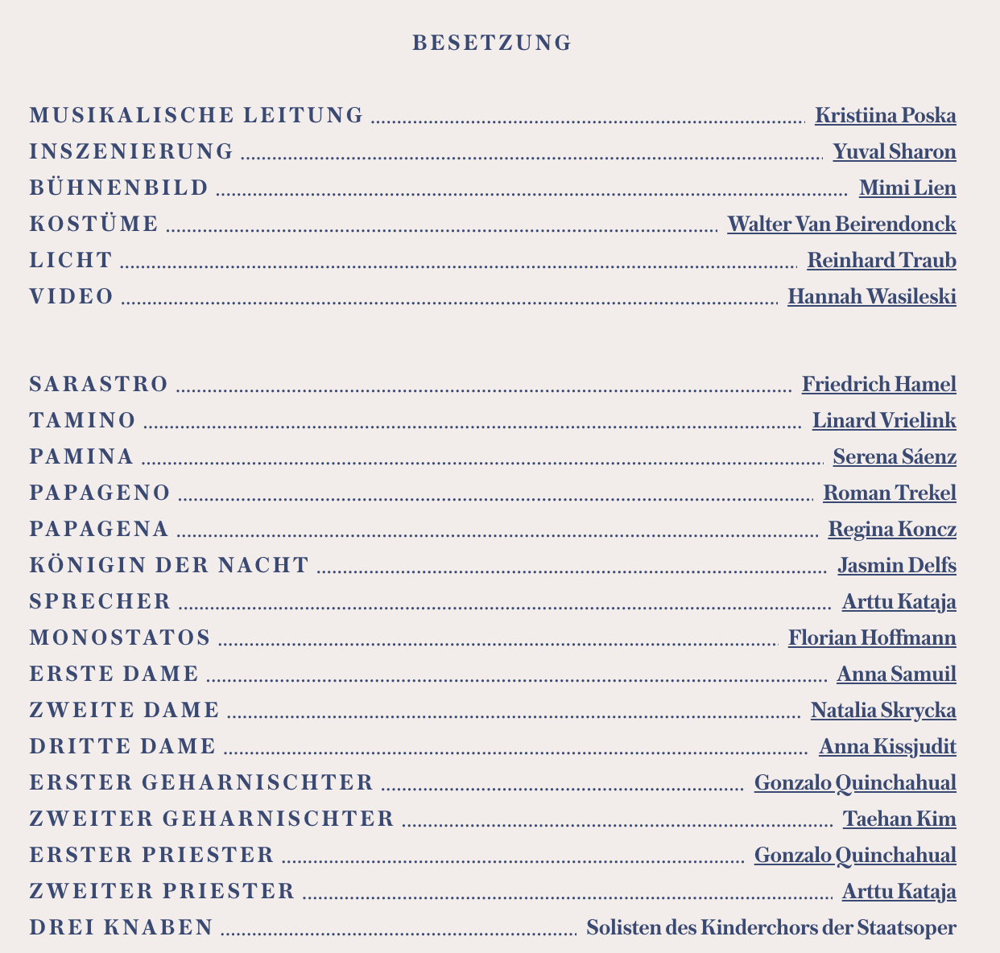 BESETZUNG
MUSIKALISCHE LEITUNG Kristiina Poska
INSZENIERUNG Yuval Sharon
BÜHNENBILD Mimi Lien
KOSTÜME Walter Van Beirendonck
LICHT Reinhard Traub
VIDEO Hannah Wasileski
SARASTRO Friedrich Hamel
TAMINO Linard Vrielink
PAMINA Serena Sáenz
PAPAGENO Roman Trekel
PAPAGENA Regina Koncz
KÖNIGIN DER NACHT Jasmin Delfs
SPRECHER Arttu Kataja
MONOSTATOS Florian Hoffmann
ERSTE DAME Anna Samuil
ZWEITE DAME Natalia Skrycka
DRITTE DAME Anna Kissjudit
ERSTER GEHARNISCHTER Gonzalo Quinchahual
ZWEITER GEHARNISCHTER Taehan Kim
ERSTER PRIESTER Gonzalo Quinchahual
ZWEITER PRIESTER Arttu Kataja
DREI KNABEN Solisten des Kinderchors der Staatsoper